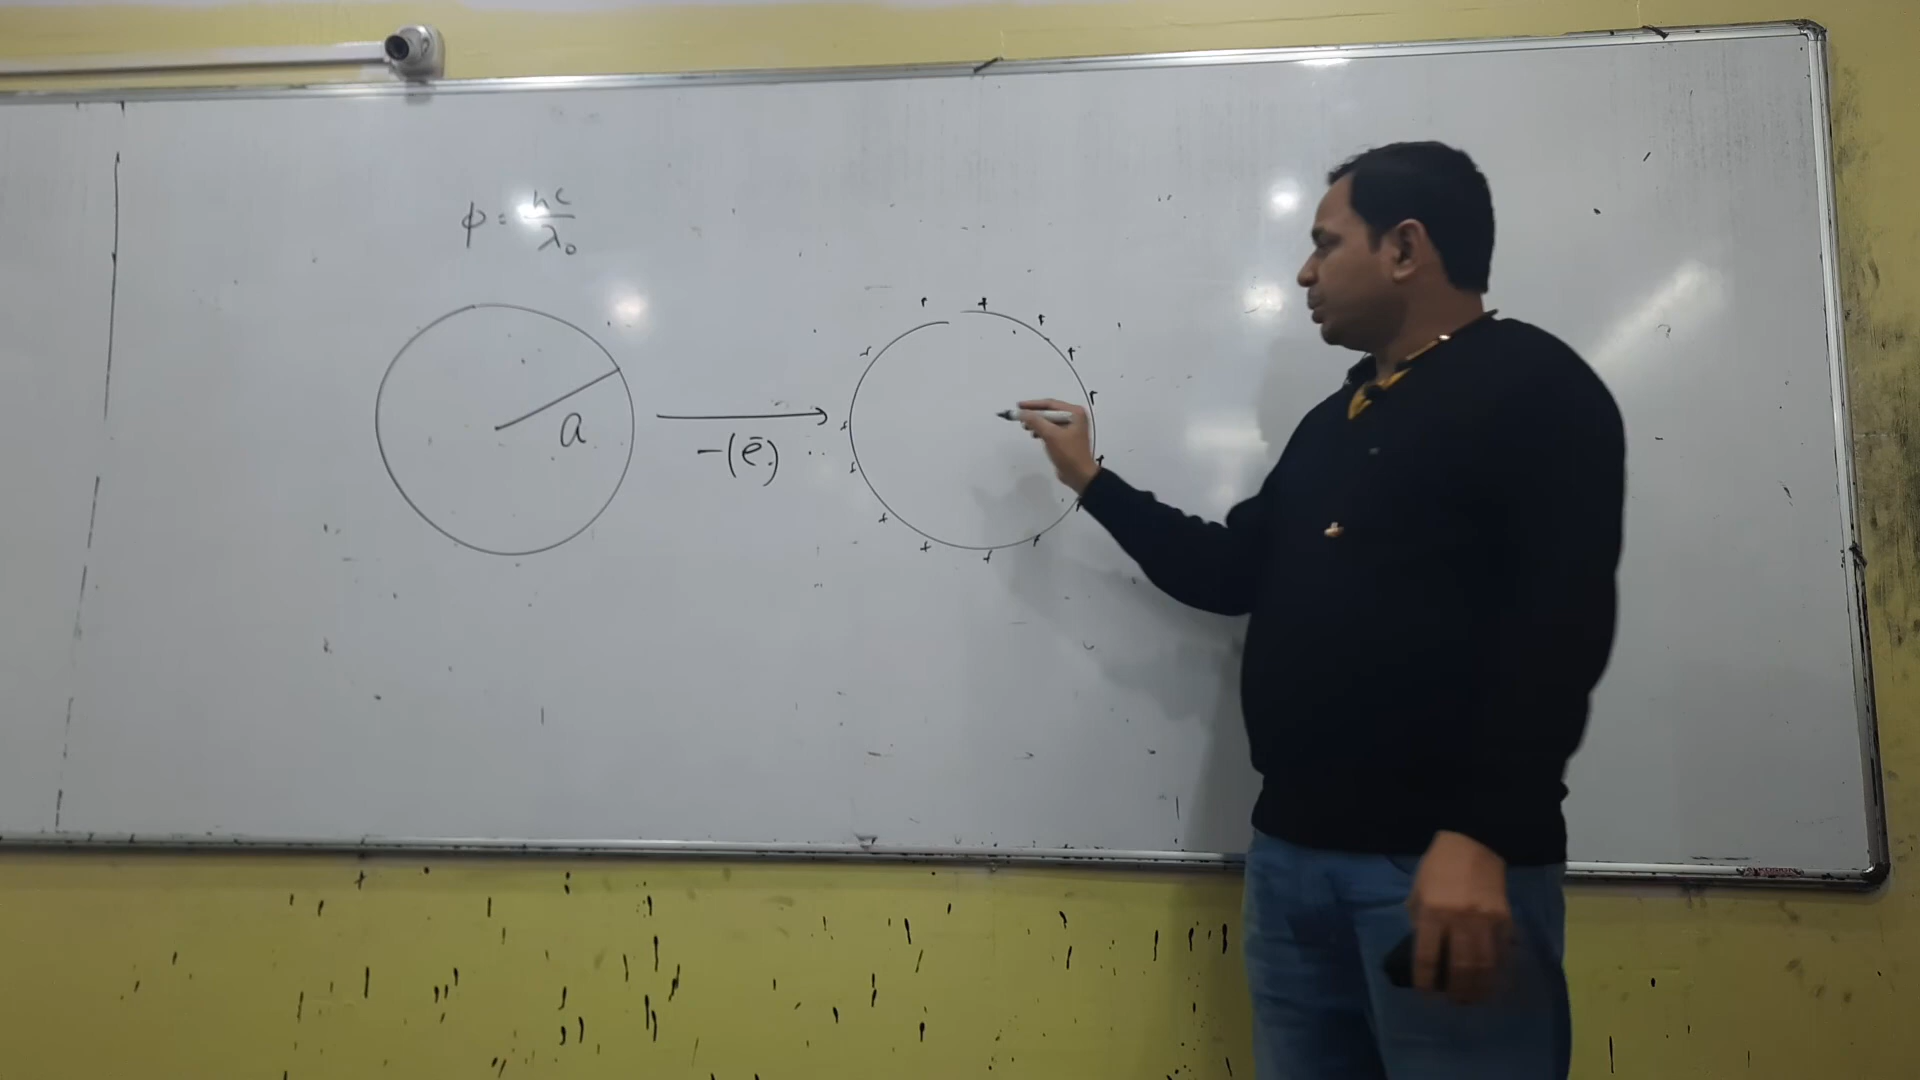 φ = hc/λ₀
a
-(ē)
+ + + + + + + + + + + + + + +